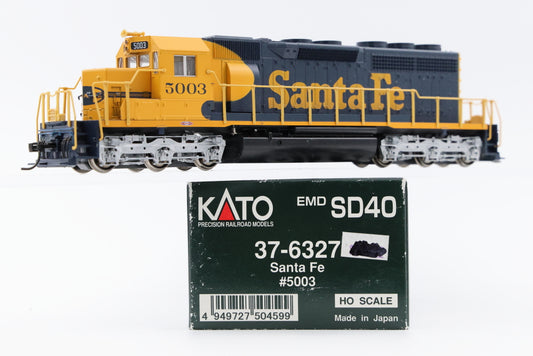 5003
5003
Santa Fe
KATO
PRECISION RAILROAD MODELS
EMD SD40
37-6327
Santa Fe
#5003
HO SCALE
4 949727 504599
Made in Japan